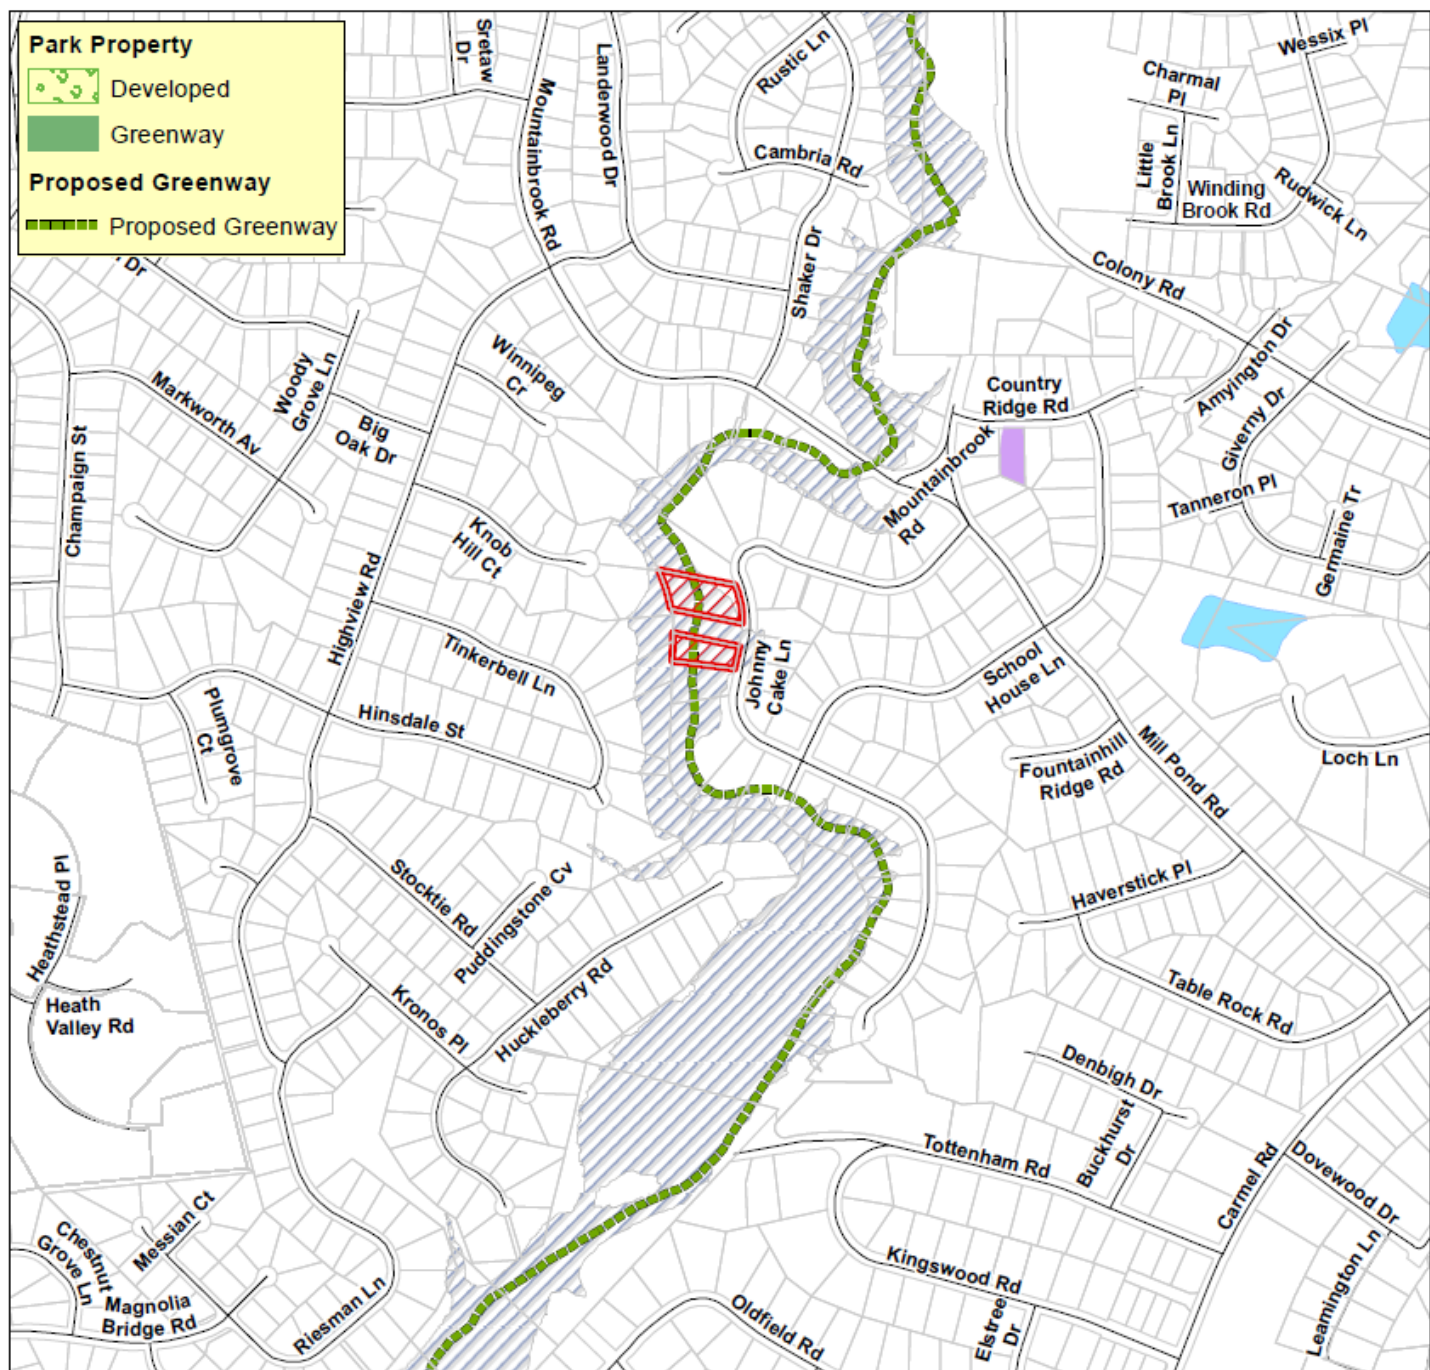 Park Property
Developed
Greenway
Proposed Greenway
Proposed Greenway
Sretaw
Dr
Mountainbrook Rd
Landerwood Dr
Rustic Ln
Cambria Rd
Shaker Dr
Wessix Pl
Charmal
Pl
Little
Brook Ln
Winding
Brook Rd
Rudwick Ln
Colony Rd
Dr
Woody
Grove Ln
Markworth Av
Winnipeg
Cr
Big
Oak Dr
Champaign St
Country
Ridge Rd
Amyington Dr
Giverny Dr
Mountainbrook
Rd
Tanneron Pl
Germaine Tr
Knob
Hill Ct
Highview Rd
Tinkerbell Ln
Johnny
Cake Ln
School
House Ln
Plumgrove
Ct
Hinsdale St
Fountainhill
Ridge Rd
Mill Pond Rd
Loch Ln
Heathstead Pl
Stocktie Rd
Puddingstone Cv
Haverstick Pl
Heath
Valley Rd
Kronos Pl
Huckleberry Rd
Table Rock Rd
Denbigh Dr
Buckhurst
Dr
Tottenham Rd
Carmel Rd
Dovewood Dr
Messian Ct
Chestnut
Grove Ln
Magnolia
Bridge Rd
Riesman Ln
Kingswood Rd
Elstree
Dr
Oldfield Rd
Leamington Ln